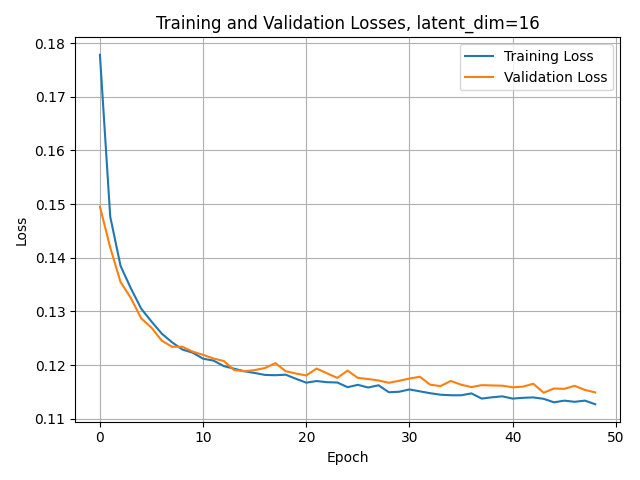 Training and Validation Losses, latent_dim=16
Training Loss
Validation Loss
0.18
0.17
0.16
0.15
0.14
0.13
0.12
0.11
Loss
0
10
20
30
40
50
Epoch